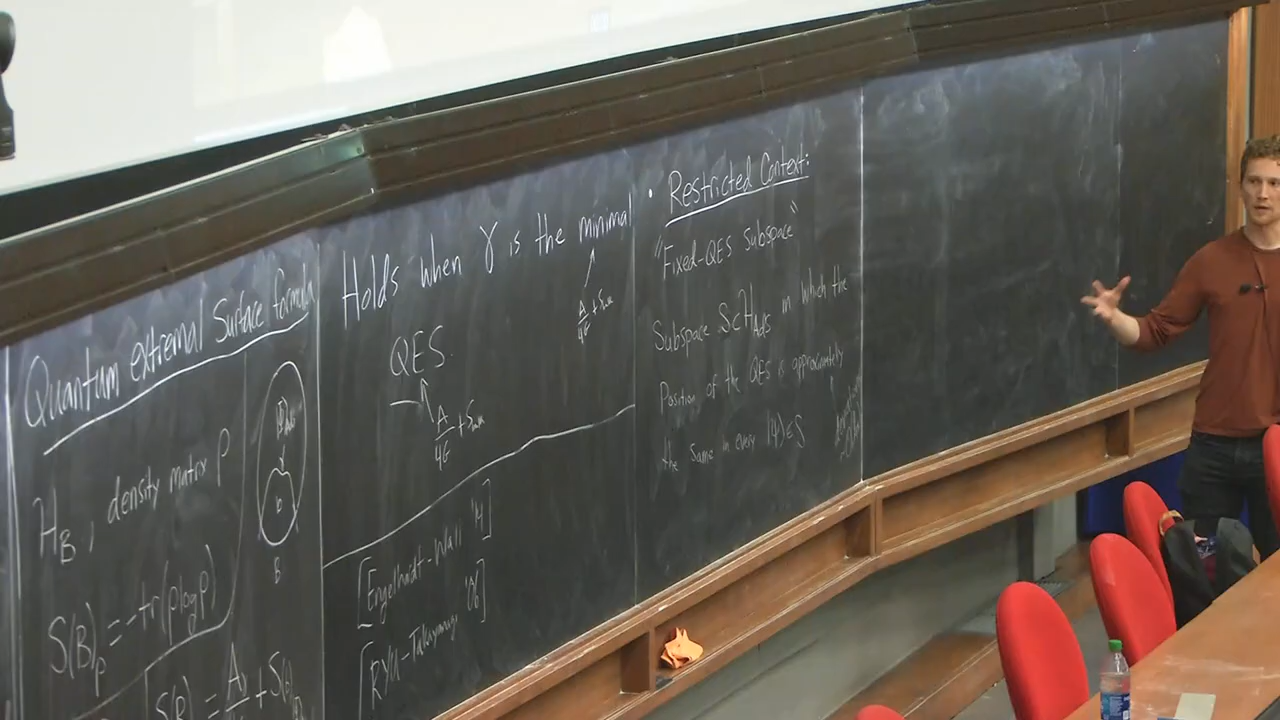 Quantum extremal Surface formula
H_B, density matrix ρ
B
S(B)_ρ = -tr(ρ log ρ)
Holds when γ is the minimal
A/4G + S
QES
A/4G + S
[Engelhardt-Wall '14]
[Ryu-Takayanagi '06]
• Restricted Context:
"Fixed-QES Subspace"
Subspace S⊂H_AdS in which the
Position of the QES is approximately
the same in every |ψ⟩∈S